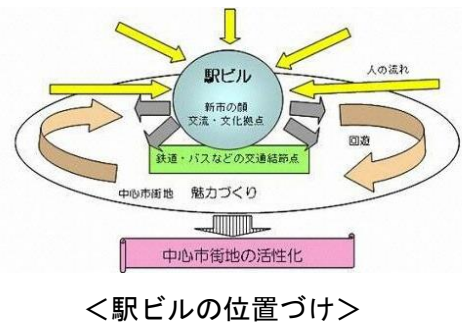 駅ビル
人の流れ
新市の顔
交流・文化拠点
回遊
鉄道・バスなどの交通結節点
中心市街地 魅力づくり
中心市街地の活性化
＜駅ビルの位置づけ＞